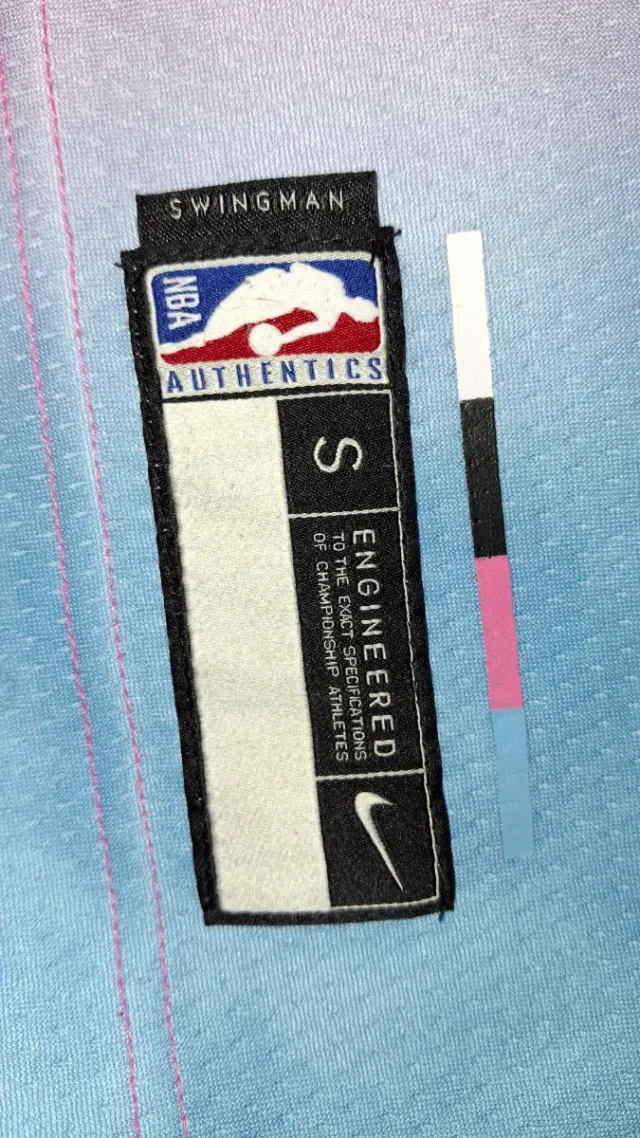 SWINGMAN
NBA
AUTHENTICS
S
ENGINEERED
TO THE EXACT SPECIFICATIONS
OF CHAMPIONSHIP ATHLETES